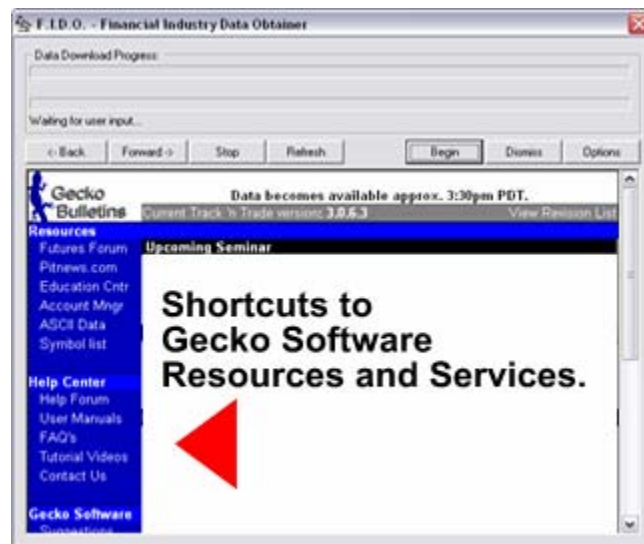 F.I.D.O. - Financial Industry Data Obtainer
Data Download Progress
Waiting for user input...
<- Back Forward -> Stop Refresh Begin Dismiss Options
Gecko
Bulletins
Data becomes available approx. 3:30pm PDT.
Current Track 'n Trade version: 3.0.6.3 View Revision List
Resources
Futures Forum
Pitnews.com
Education Cntr
Account Mngr
ASCII Data
Symbol list
Upcoming Seminar
Shortcuts to
Gecko Software
Resources and Services.
Help Center
Help Forum
User Manuals
FAQ's
Tutorial Videos
Contact Us
Gecko Software
Suggestions